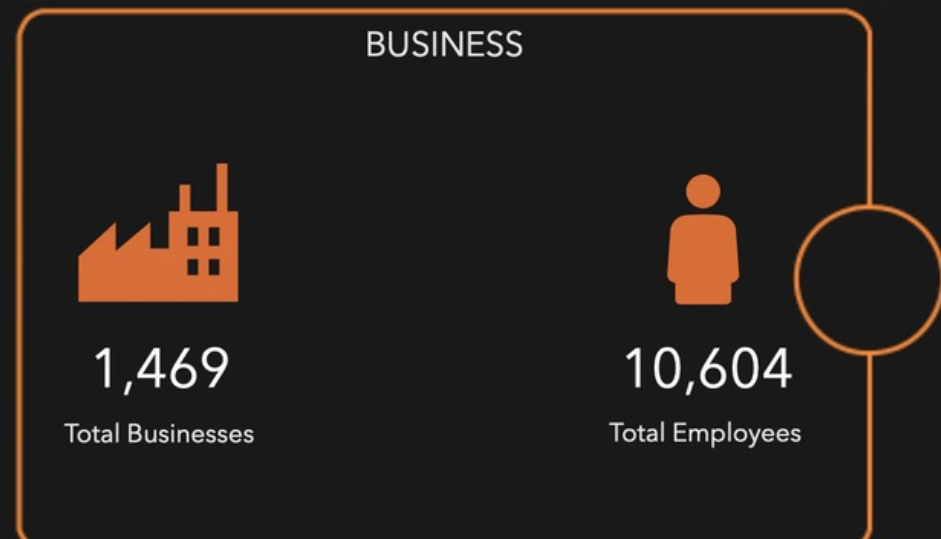 BUSINESS
1,469
Total Businesses
10,604
Total Employees